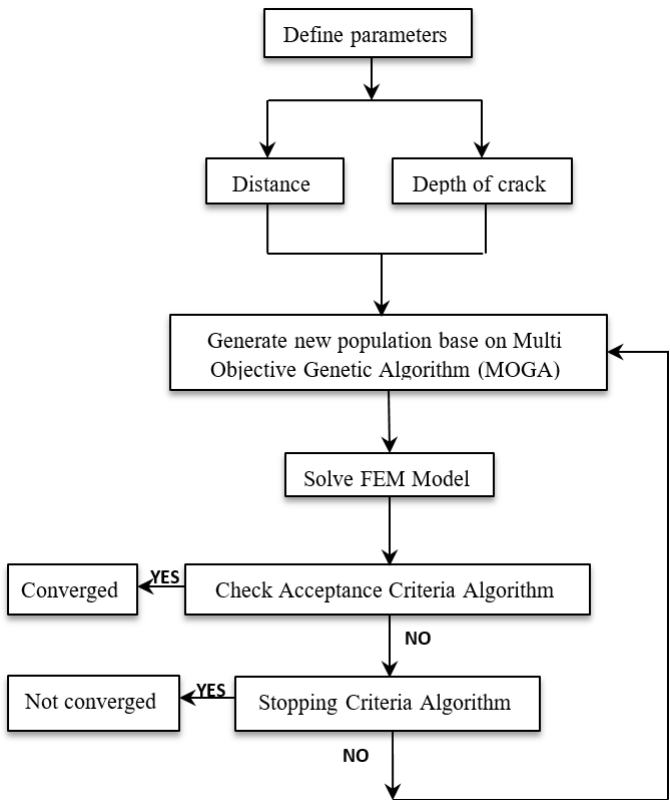 Define parameters
Distance
Depth of crack
Generate new population base on Multi
Objective Genetic Algorithm (MOGA)
Solve FEM Model
Converged
YES
Check Acceptance Criteria Algorithm
NO
Not converged
YES
Stopping Criteria Algorithm
NO